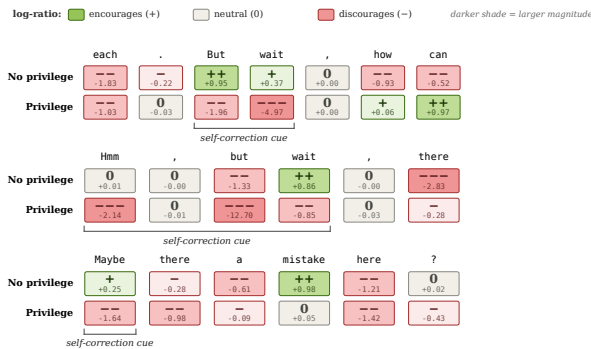 log-ratio: encourages (+) neutral (0) discourages (−) darker shade = larger magnitude
each . But wait , how can
No privilege −− − ++ + 0 −− −−
-1.83 -0.22 +0.95 +0.37 +0.00 -0.93 -0.52
Privilege −− 0 −− −−− 0 + ++
-1.03 -0.03 -1.96 -4.97 +0.00 +0.06 +0.97
self-correction cue
Hmm , but wait , there
No privilege 0 0 −− ++ 0 −−−
+0.01 -0.00 -1.33 +0.86 -0.00 -2.83
Privilege −−− 0 −−− −− 0 −
-2.14 -0.01 -12.70 -0.85 -0.03 -0.28
self-correction cue
Maybe there a mistake here ?
No privilege + − −− ++ −− 0
+0.25 -0.28 -0.61 +0.98 -1.21 +0.02
Privilege −− −− − 0 −− −
-1.64 -0.98 -0.09 +0.05 -1.42 -0.43
self-correction cue